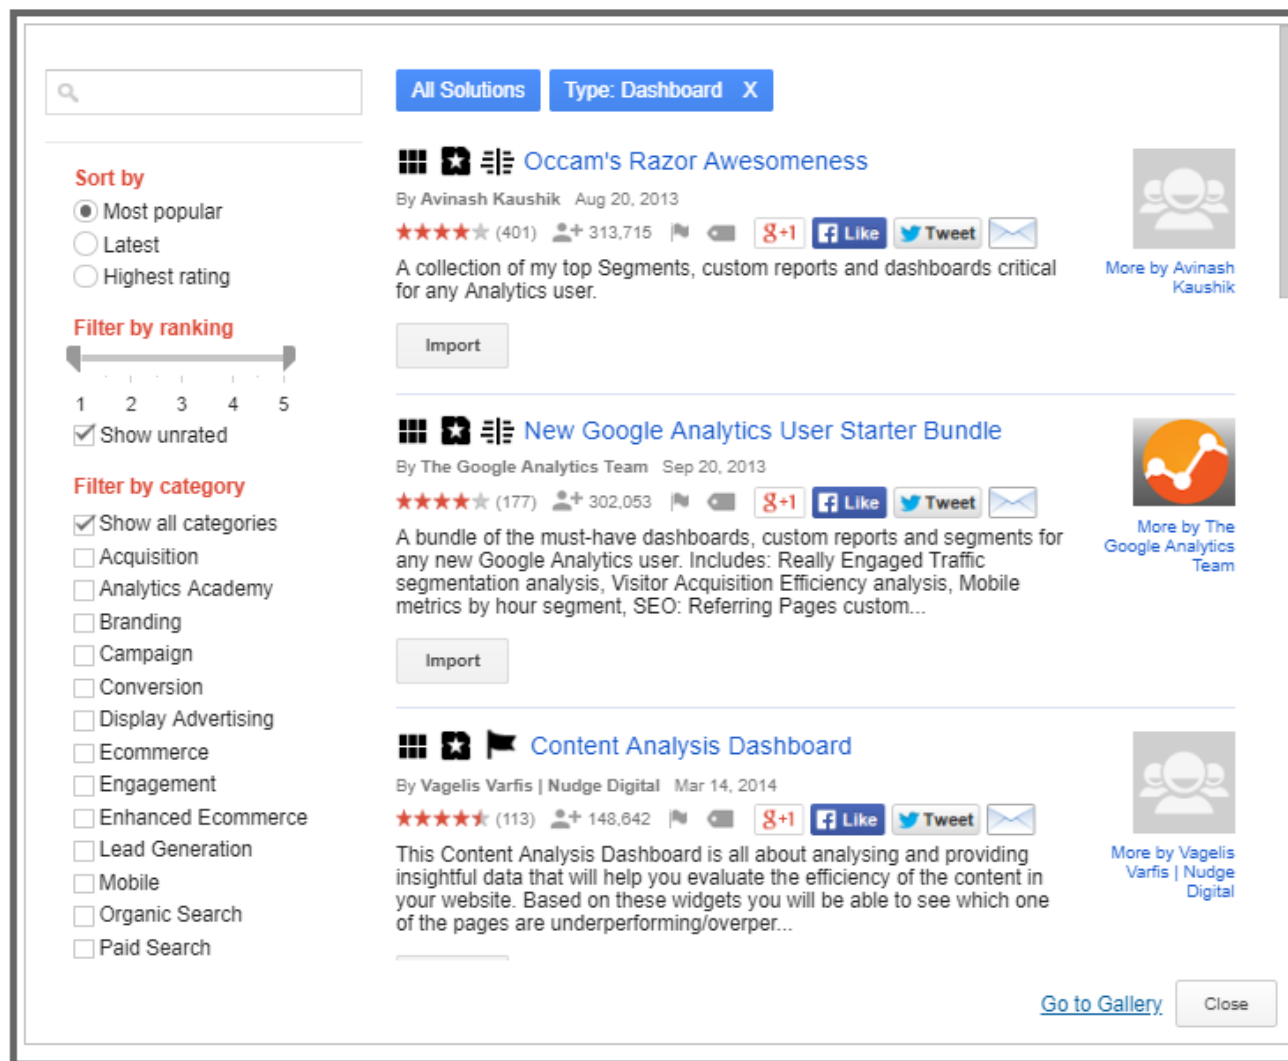 All Solutions
Type: Dashboard X
Sort by
Most popular
Latest
Highest rating
Filter by ranking
1 2 3 4 5
Show unrated
Filter by category
Show all categories
Acquisition
Analytics Academy
Branding
Campaign
Conversion
Display Advertising
Ecommerce
Engagement
Enhanced Ecommerce
Lead Generation
Mobile
Organic Search
Paid Search
Occam's Razor Awesomeness
By Avinash Kaushik Aug 20, 2013
(401) 313,715 g+1 f Like Tweet
A collection of my top Segments, custom reports and dashboards critical
for any Analytics user.
Import
More by Avinash
Kaushik
New Google Analytics User Starter Bundle
By The Google Analytics Team Sep 20, 2013
(177) 302,053 g+1 f Like Tweet
A bundle of the must-have dashboards, custom reports and segments for
any new Google Analytics user. Includes: Really Engaged Traffic
segmentation analysis, Visitor Acquisition Efficiency analysis, Mobile
metrics by hour segment, SEO: Referring Pages custom...
Import
More by The
Google Analytics
Team
Content Analysis Dashboard
By Vagelis Varfis | Nudge Digital Mar 14, 2014
(113) 148,642 g+1 f Like Tweet
This Content Analysis Dashboard is all about analysing and providing
insightful data that will help you evaluate the efficiency of the content in
your website. Based on these widgets you will be able to see which one
of the pages are underperforming/overper...
More by Vagelis
Varfis | Nudge
Digital
Go to Gallery
Close